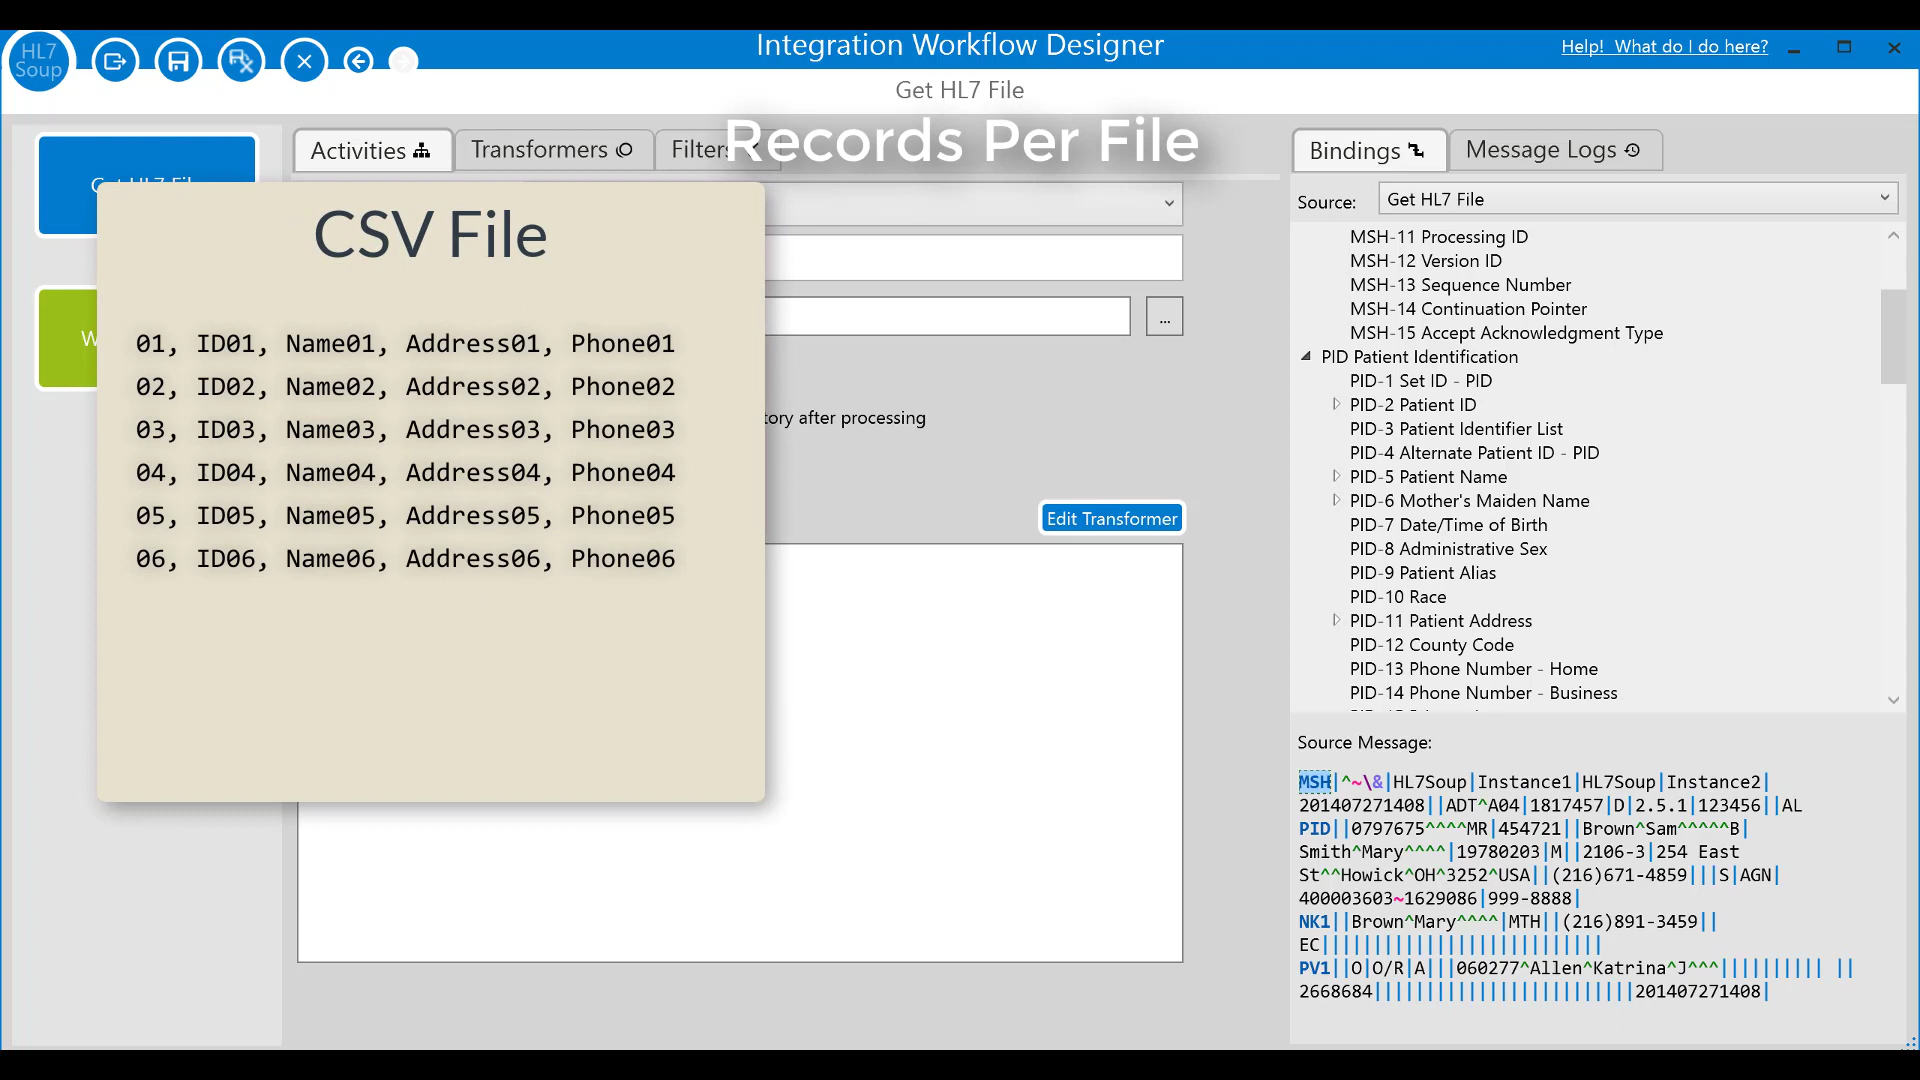 HL7
Soup
Integration Workflow Designer
Help! What do I do here?
Get HL7 File
Records Per File
Activities
Transformers
Filters
Bindings
Message Logs
Get HL7 File
W
CSV File
01, ID01, Name01, Address01, Phone01
02, ID02, Name02, Address02, Phone02
03, ID03, Name03, Address03, Phone03
04, ID04, Name04, Address04, Phone04
05, ID05, Name05, Address05, Phone05
06, ID06, Name06, Address06, Phone06
...
tory after processing
Edit Transformer
Source:
Get HL7 File
MSH-11 Processing ID
MSH-12 Version ID
MSH-13 Sequence Number
MSH-14 Continuation Pointer
MSH-15 Accept Acknowledgment Type
PID Patient Identification
PID-1 Set ID - PID
PID-2 Patient ID
PID-3 Patient Identifier List
PID-4 Alternate Patient ID - PID
PID-5 Patient Name
PID-6 Mother's Maiden Name
PID-7 Date/Time of Birth
PID-8 Administrative Sex
PID-9 Patient Alias
PID-10 Race
PID-11 Patient Address
PID-12 County Code
PID-13 Phone Number - Home
PID-14 Phone Number - Business
Source Message:
MSH|^~\&|HL7Soup|Instance1|HL7Soup|Instance2|
201407271408||ADT^A04|1817457|D|2.5.1|123456||AL
PID||0797675^^^^MR|454721||Brown^Sam^^^^^B|
Smith^Mary^^^^|19780203|M||2106-3|254 East
St^^Howick^OH^3252^USA||(216)671-4859|||S|AGN|
400003603~1629086|999-8888|
NK1||Brown^Mary^^^^|MTH||(216)891-3459||
EC|||||||||||||||||||||||||||
PV1||O|O/R|A|||060277^Allen^Katrina^J^^^|||||||||| ||
2668684|||||||||||||||||||||||||201407271408|